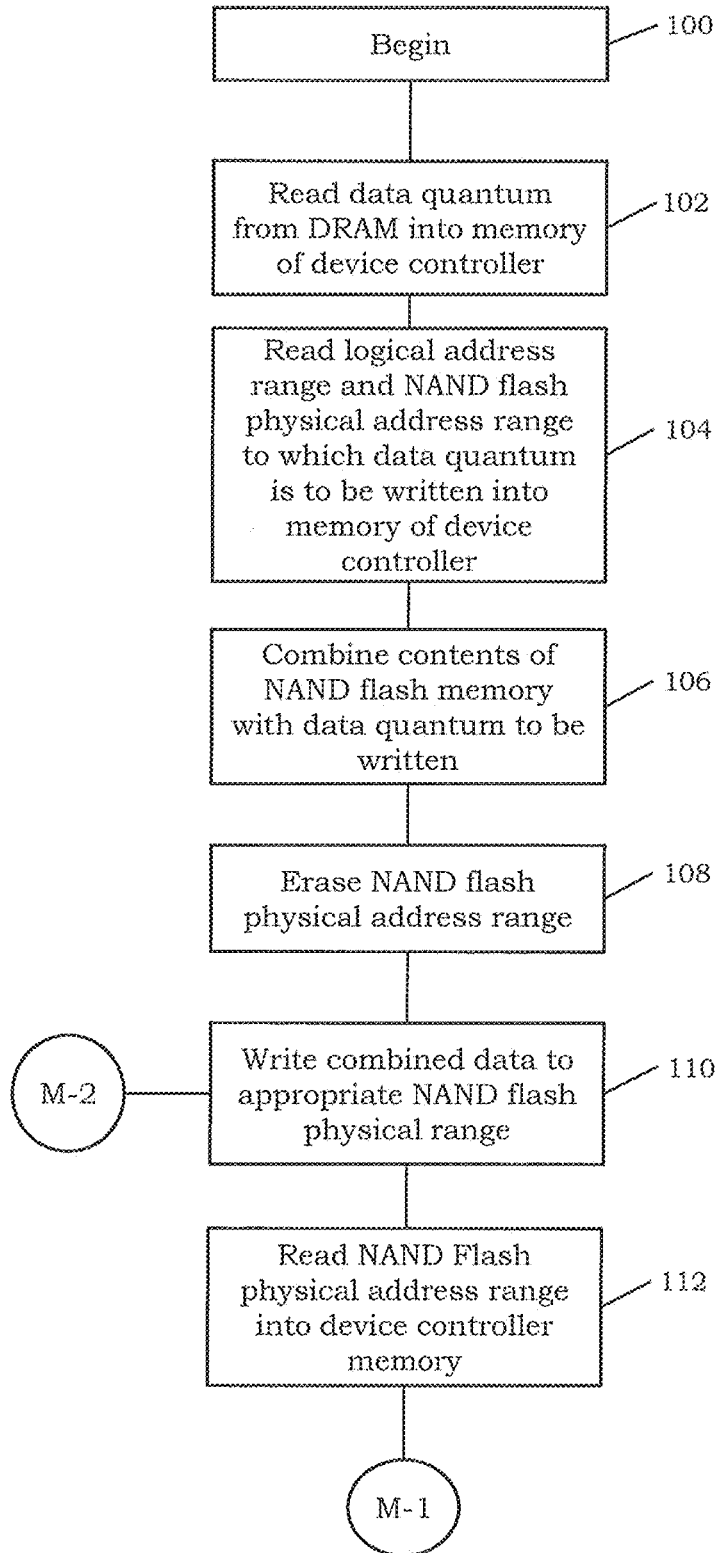 Begin
100
Read data quantum
from DRAM into memory
of device controller
102
Read logical address
range and NAND flash
physical address range
to which data quantum
is to be written into
memory of device
controller
104
Combine contents of
NAND flash memory
with data quantum to be
written
106
Erase NAND flash
physical address range
108
M-2
Write combined data to
appropriate NAND flash
physical range
110
Read NAND Flash
physical address range
into device controller
memory
112
M-1